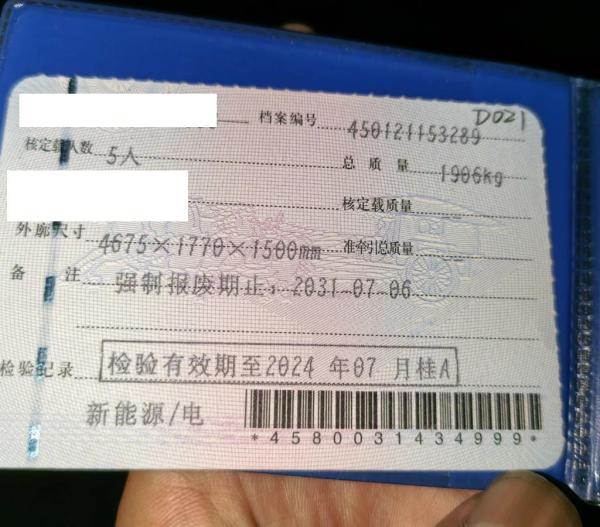 D021
档案编号 450121153289
核定载人数 5人 总质量 1906kg
核定载质量
外廓尺寸 4675×1770×1500mm 准牵引总质量
备注 强制报废期止:2031-07-06
检验记录 检验有效期至2024 年07 月桂A
新能源/电
*4580031434999*